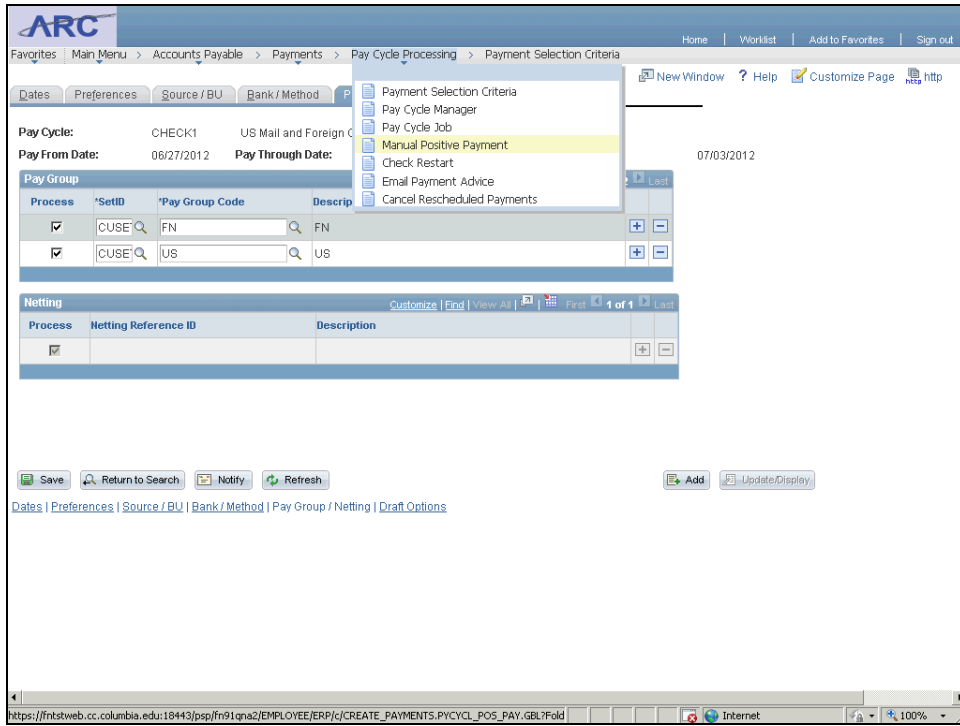 ARC
Home | Worklist | Add to Favorites | Sign out
Favorites Main Menu > Accounts Payable > Payments > Pay Cycle Processing > Payment Selection Criteria
New Window ? Help Customize Page http
Dates Preferences Source / BU Bank / Method P
Payment Selection Criteria
Pay Cycle Manager
Pay Cycle Job
Manual Positive Payment
Check Restart
Email Payment Advice
Cancel Rescheduled Payments
Pay Cycle: CHECK1 US Mail and Foreign
Pay From Date: 06/27/2012 Pay Through Date: 07/03/2012
Pay Group Last
Process *SetID *Pay Group Code Descrip
CUSET FN FN
CUSET US US
Netting Customize | Find | View All | First 1 of 1 Last
Process Netting Reference ID Description
Save Return to Search Notify Refresh Add Update/Display
Dates | Preferences | Source / BU | Bank / Method | Pay Group / Netting | Draft Options
https://fntstweb.cc.columbia.edu:18443/psp/fn91qna2/EMPLOYEE/ERP/c/CREATE_PAYMENTS.PYCYCL_POS_PAY.GBL?Fold Internet 100%